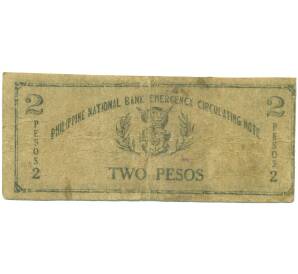 PHILIPPINE NATIONAL BANK EMERGENCY CIRCULATING NOTE
2 2
PESOS PESOS
2 2
TWO PESOS